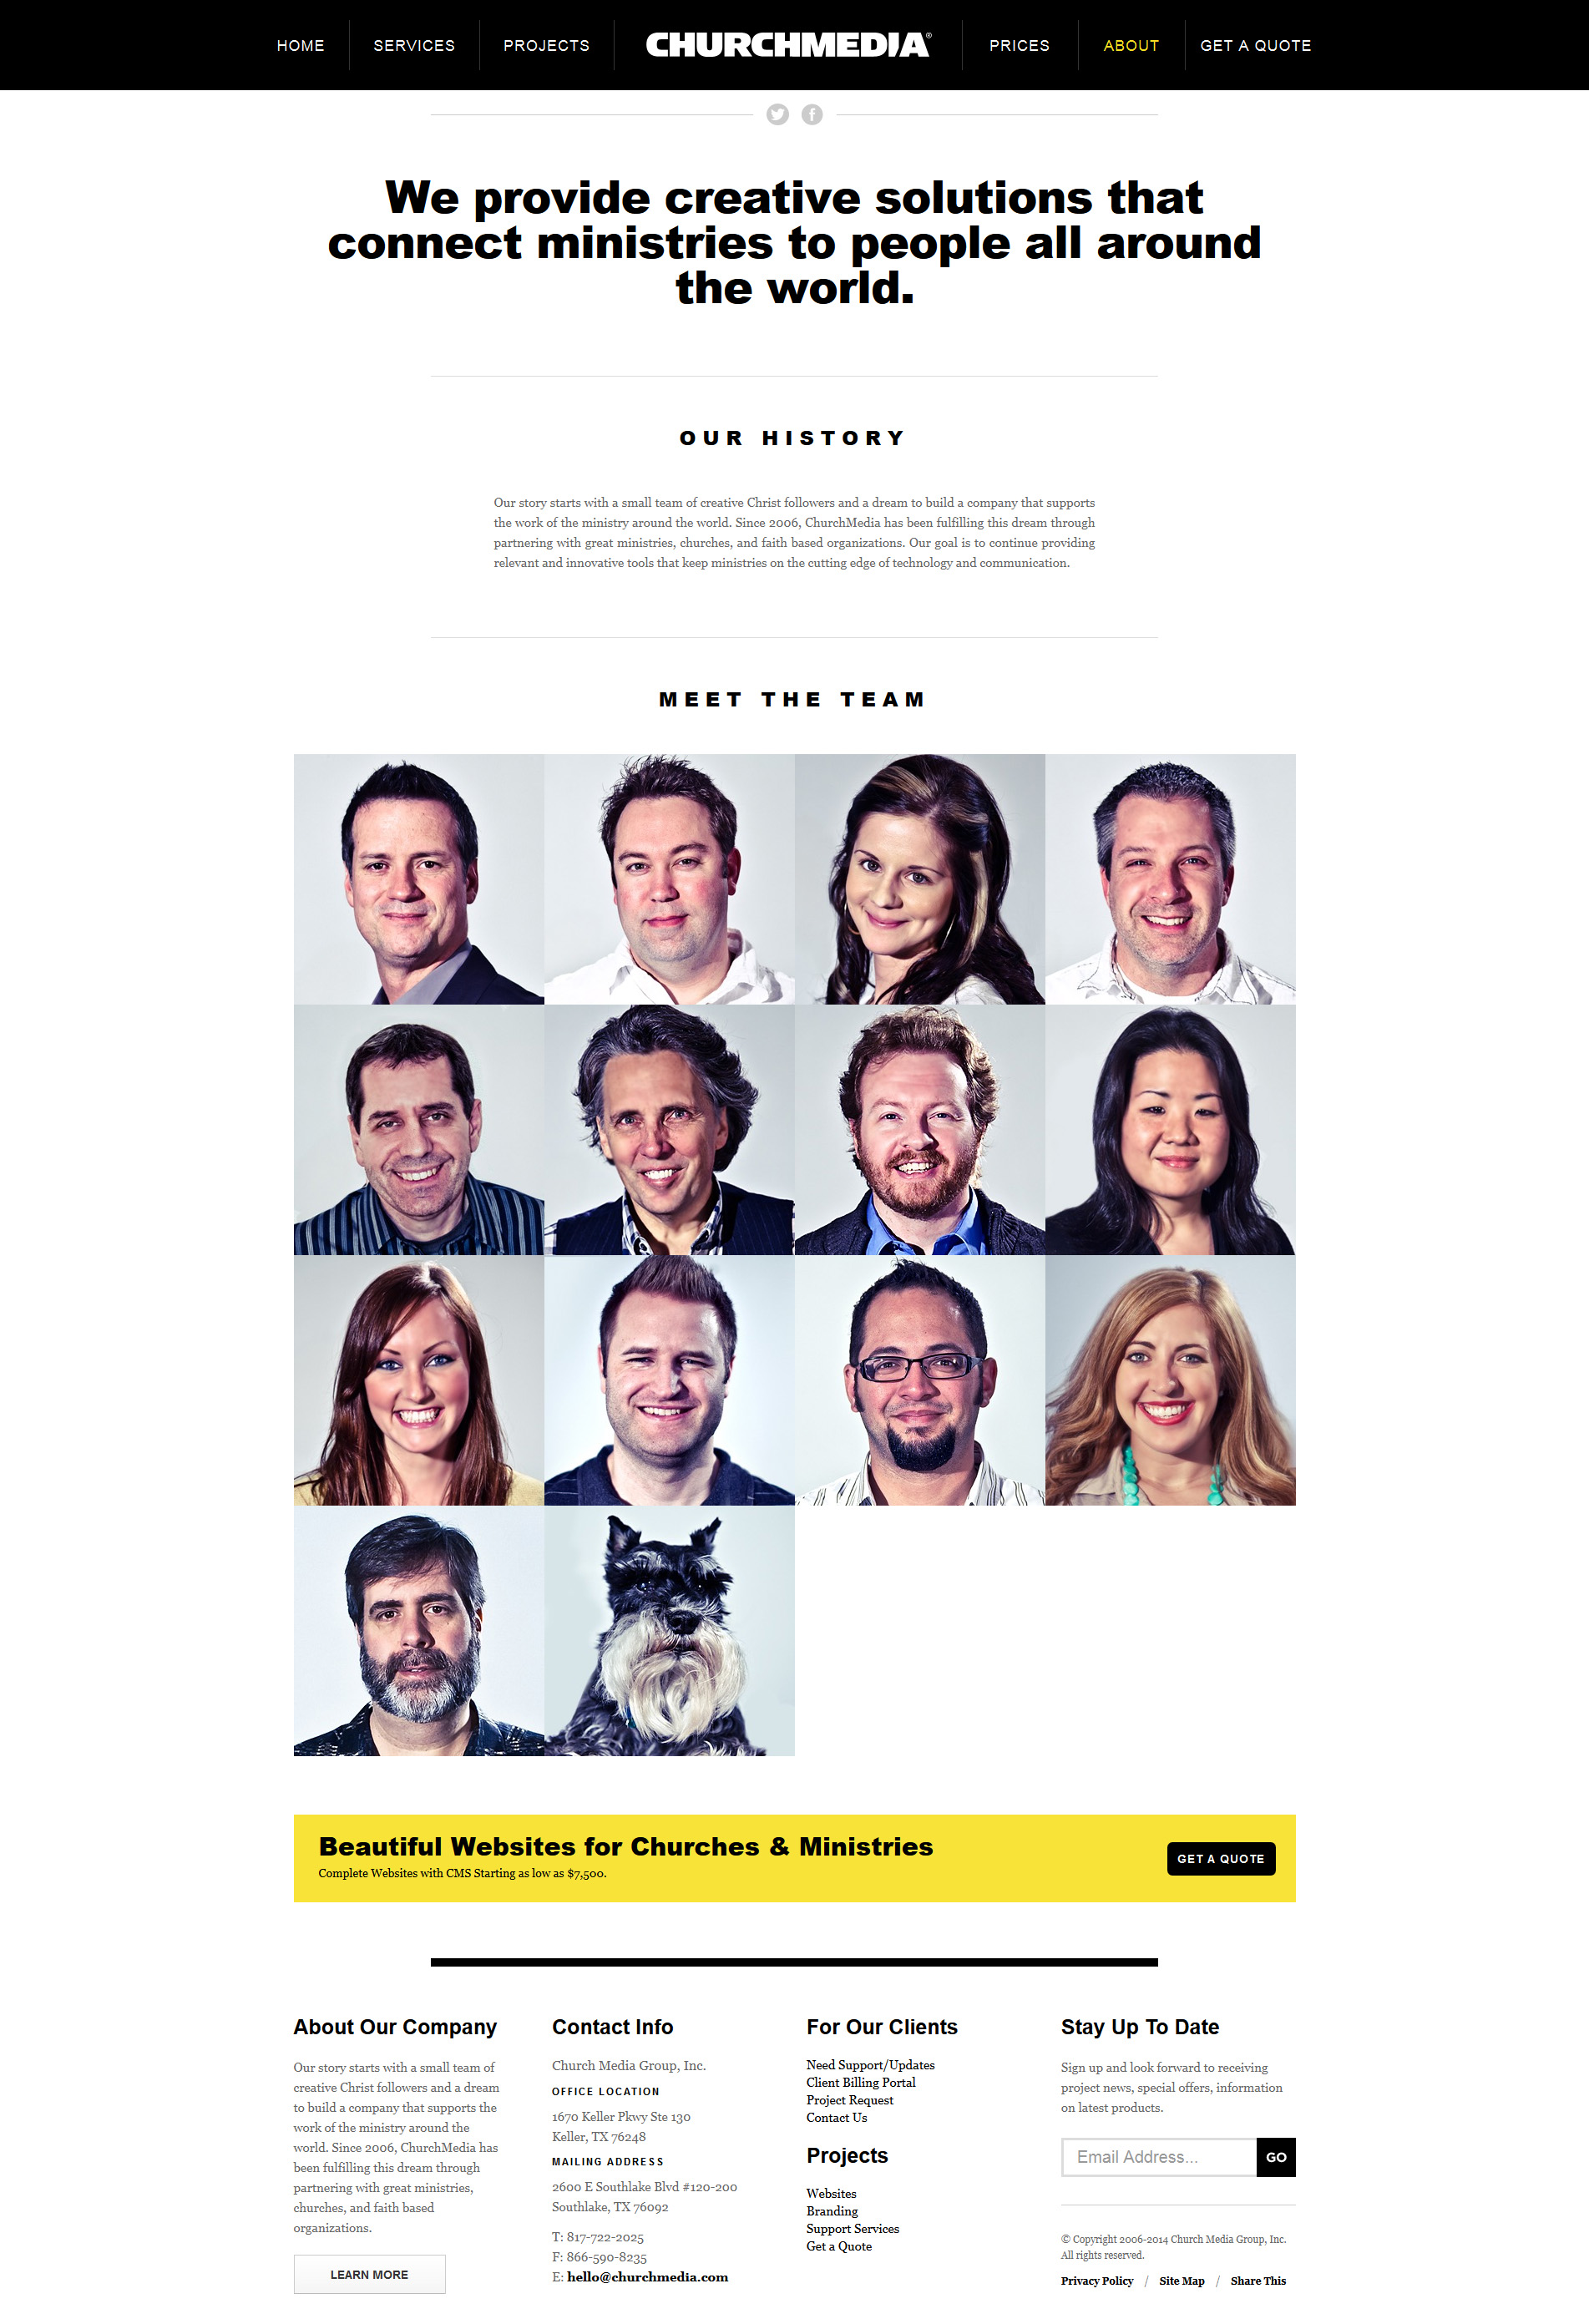 HOME
SERVICES
PROJECTS
CHURCHMEDIA®
PRICES
ABOUT
GET A QUOTE
We provide creative solutions that
connect ministries to people all around
the world.
OUR HISTORY
Our story starts with a small team of creative Christ followers and a dream to build a company that supports
the work of the ministry around the world. Since 2006, ChurchMedia has been fulfilling this dream through
partnering with great ministries, churches, and faith based organizations. Our goal is to continue providing
relevant and innovative tools that keep ministries on the cutting edge of technology and communication.
MEET THE TEAM
Beautiful Websites for Churches & Ministries
Complete Websites with CMS Starting as low as $7,500.
GET A QUOTE
About Our Company
Our story starts with a small team of
creative Christ followers and a dream
to build a company that supports the
work of the ministry around the
world. Since 2006, ChurchMedia has
been fulfilling this dream through
partnering with great ministries,
churches, and faith based
organizations.
LEARN MORE
Contact Info
Church Media Group, Inc.
OFFICE LOCATION
1670 Keller Pkwy Ste 130
Keller, TX 76248
MAILING ADDRESS
2600 E Southlake Blvd #120-200
Southlake, TX 76092
T: 817-722-2025
F: 866-590-8235
E: hello@churchmedia.com
For Our Clients
Need Support/Updates
Client Billing Portal
Project Request
Contact Us
Projects
Websites
Branding
Support Services
Get a Quote
Stay Up To Date
Sign up and look forward to receiving
project news, special offers, information
on latest products.
Email Address...
GO
© Copyright 2006-2014 Church Media Group, Inc.
All rights reserved.
Privacy Policy / Site Map / Share This